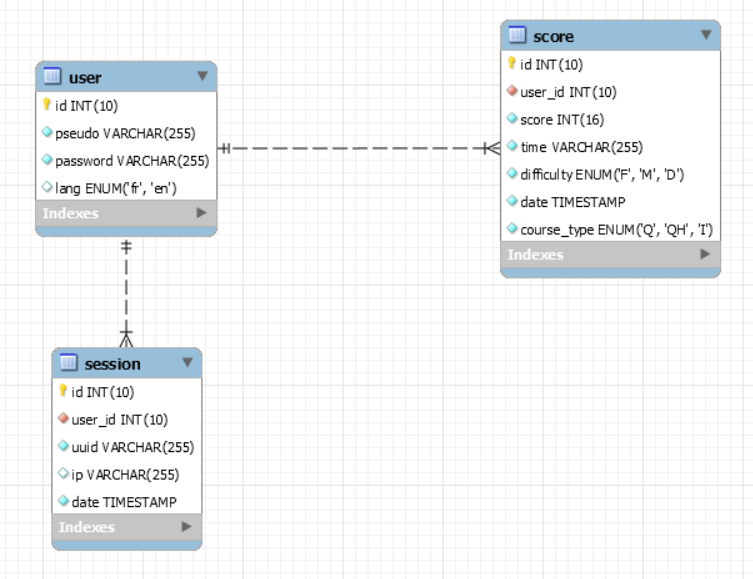 user
id INT(10)
pseudo VARCHAR(255)
password VARCHAR(255)
lang ENUM('fr', 'en')
Indexes
score
id INT(10)
user_id INT(10)
score INT(16)
time VARCHAR(255)
difficulty ENUM('F', 'M', 'D')
date TIMESTAMP
course_type ENUM('Q', 'QH', 'I')
Indexes
session
id INT(10)
user_id INT(10)
uuid VARCHAR(255)
ip VARCHAR(255)
date TIMESTAMP
Indexes